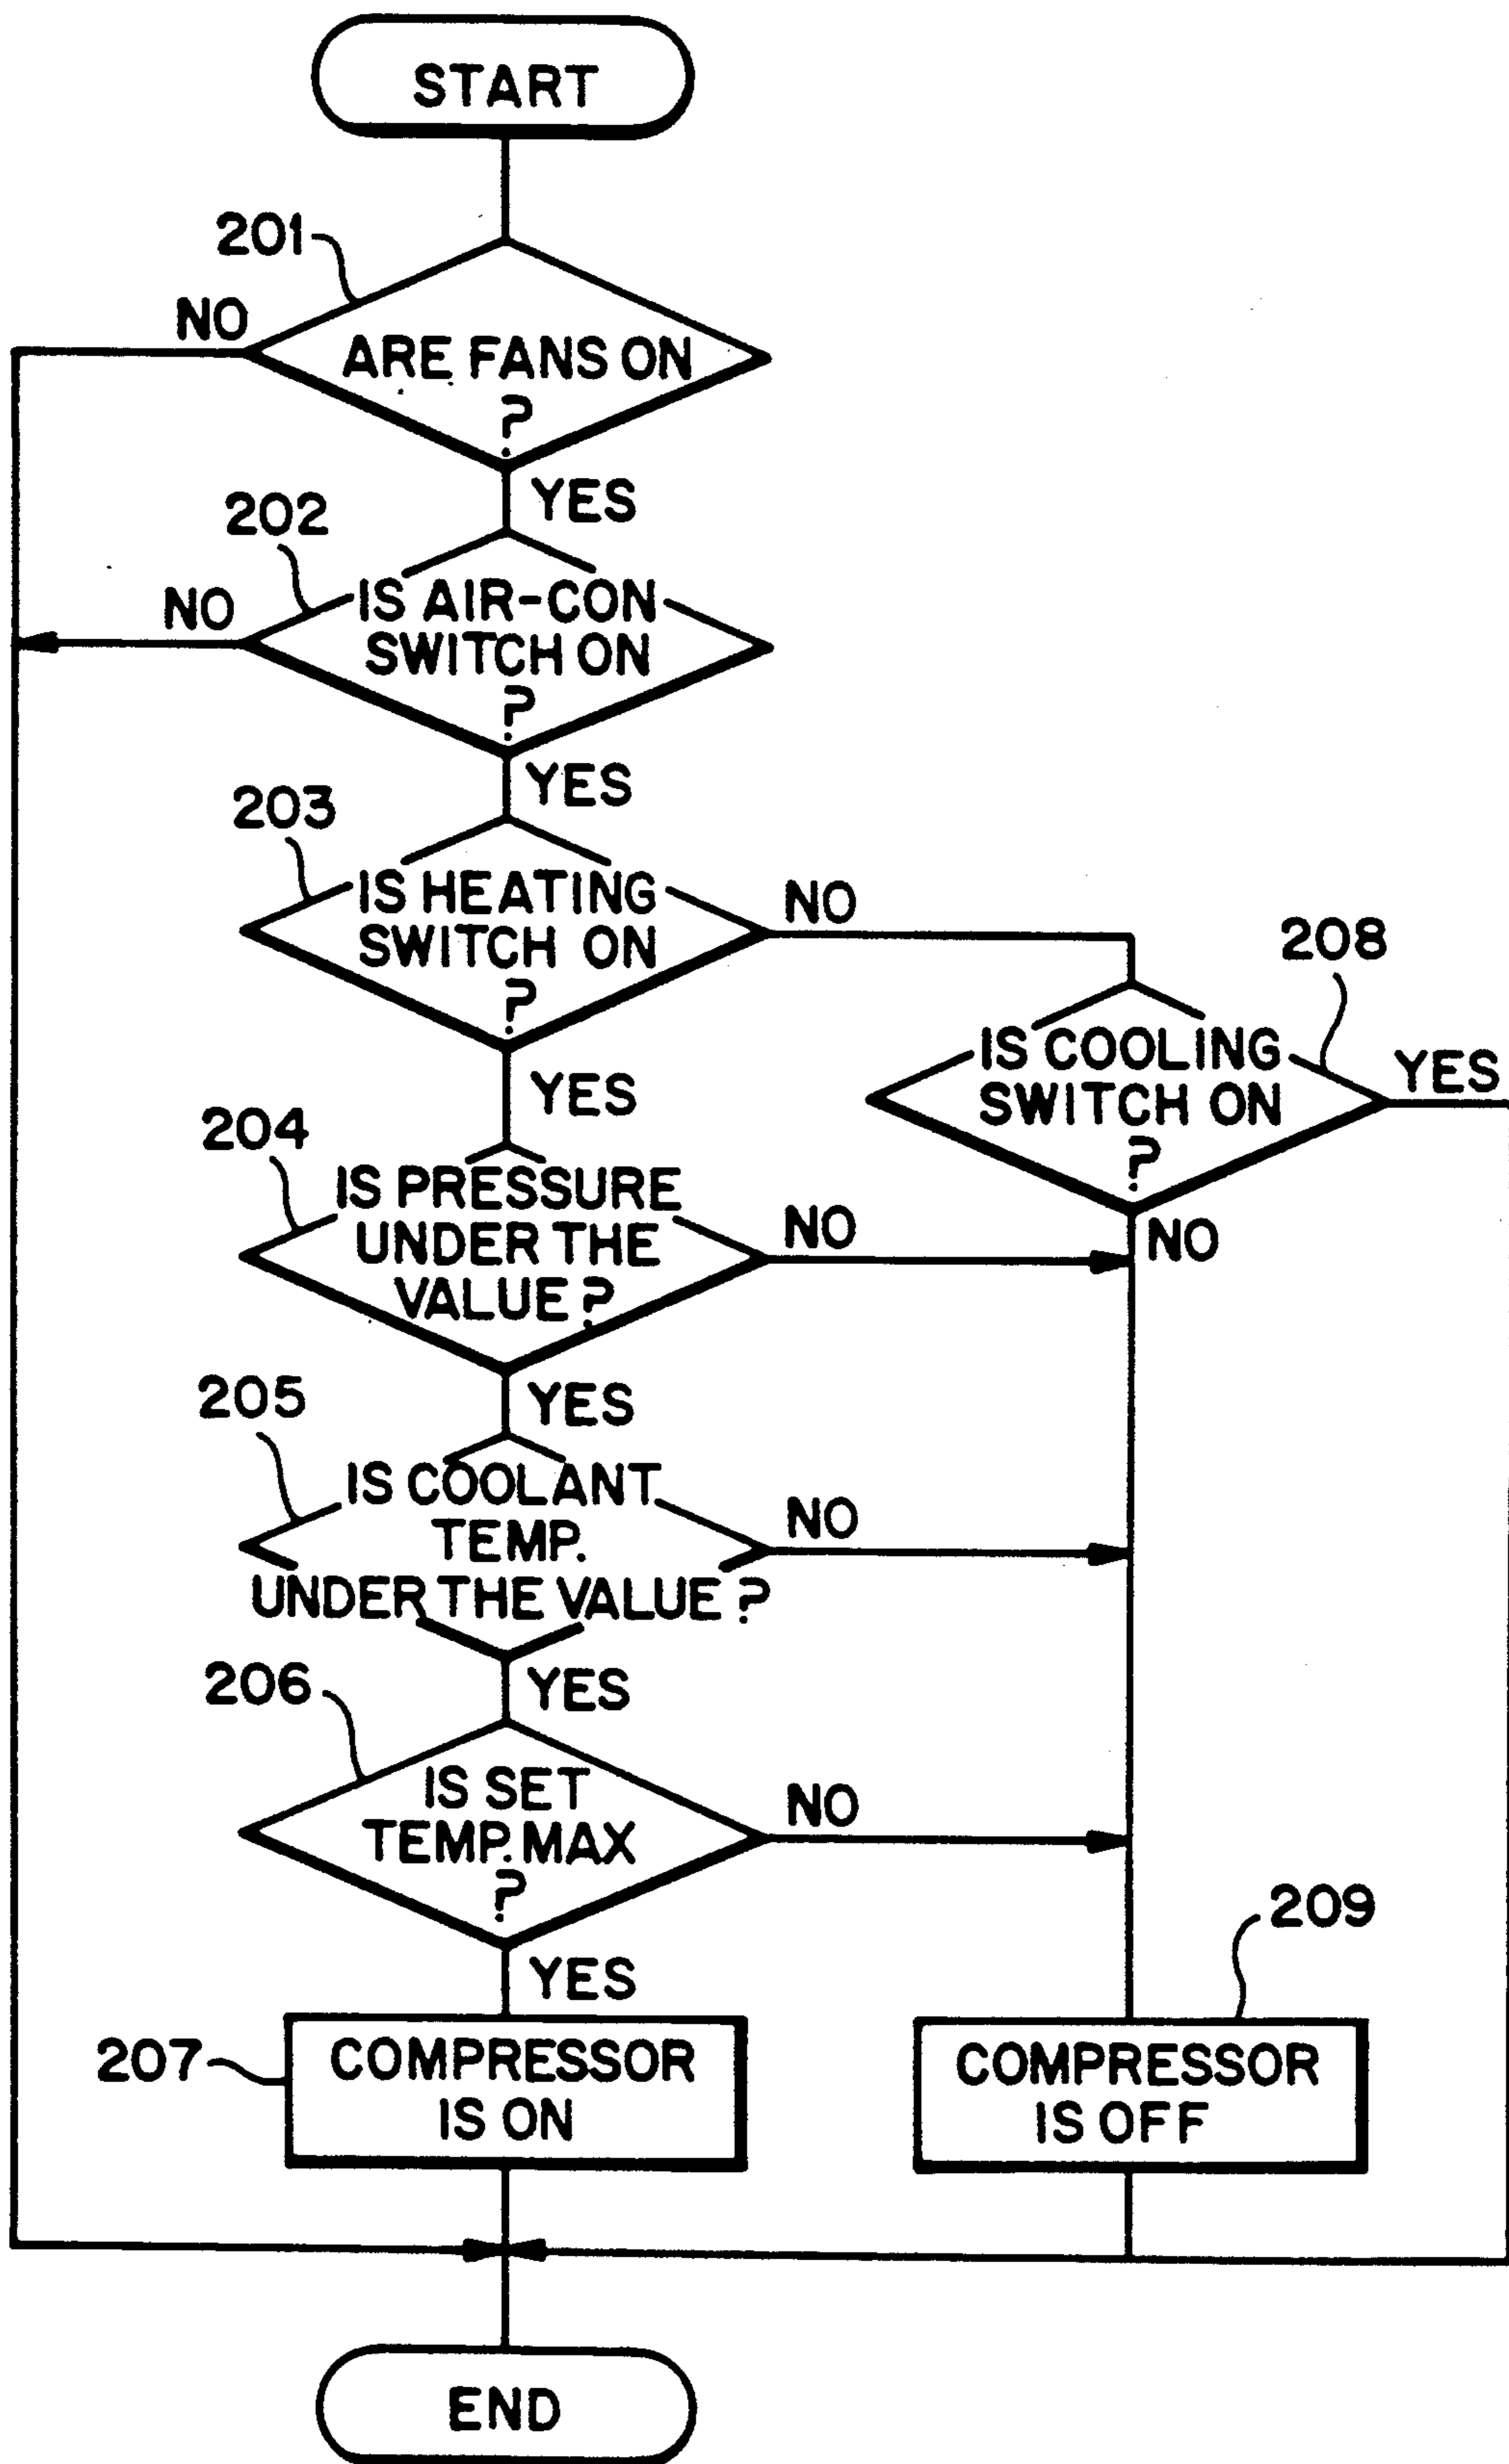 START
201
NO
ARE FANS ON
?
YES
202
NO
IS AIR-CON
SWITCH ON
?
YES
203
IS HEATING
SWITCH ON
?
NO
208
IS COOLING
SWITCH ON
?
YES
YES
204
IS PRESSURE
UNDER THE
VALUE?
NO
NO
YES
205
IS COOLANT
TEMP.
UNDER THE VALUE?
NO
YES
206
IS SET
TEMP. MAX
?
NO
YES
209
207
COMPRESSOR
IS ON
COMPRESSOR
IS OFF
END